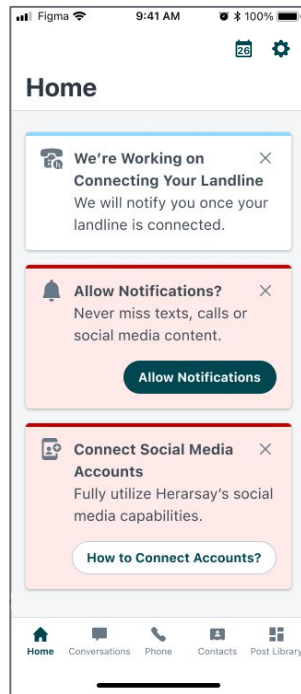 Figma 9:41 AM 100%
26
Home
We're Working on
Connecting Your Landline
We will notify you once your
landline is connected.
Allow Notifications?
Never miss texts, calls or
social media content.
Allow Notifications
Connect Social Media
Accounts
Fully utilize Herarsay's social
media capabilities.
How to Connect Accounts?
Home Conversations Phone Contacts Post Library